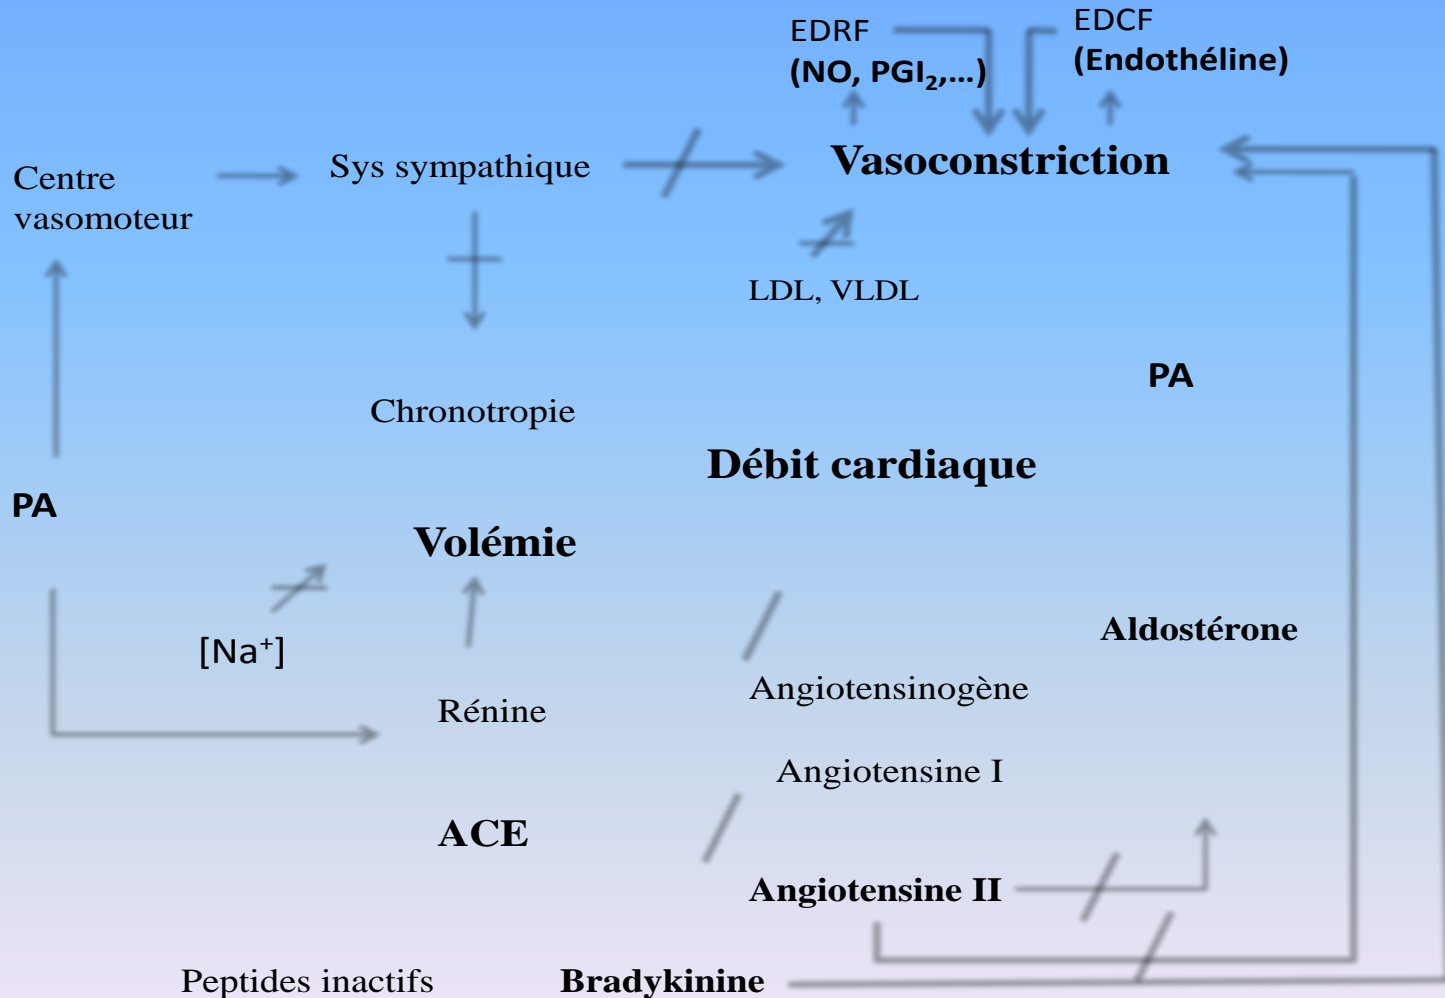 EDRF
(NO, PGI₂,...)
EDCF
(Endothéline)
Centre
vasomoteur
Sys sympathique
Vasoconstriction
LDL, VLDL
PA
Chronotropie
Débit cardiaque
PA
Volémie
[Na⁺]
Aldostérone
Rénine
Angiotensinogène
Angiotensine I
ACE
Angiotensine II
Peptides inactifs
Bradykinine